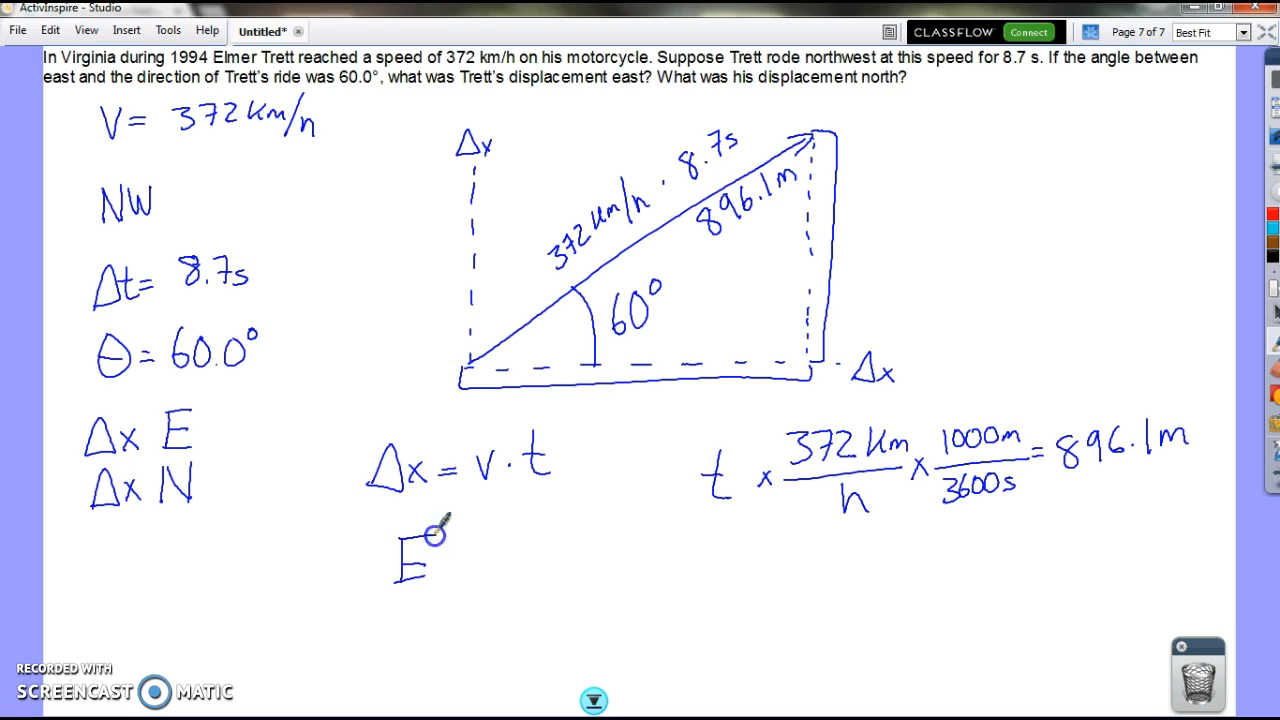 ActivInspire - Studio
File Edit View Insert Tools Help Untitled* CLASSFLOW Connect Page 7 of 7 Best Fit
In Virginia during 1994 Elmer Trett reached a speed of 372 km/h on his motorcycle. Suppose Trett rode northwest at this speed for 8.7 s. If the angle between
east and the direction of Trett's ride was 60.0°, what was Trett's displacement east? What was his displacement north?
V = 372 km/h
NW
Δt = 8.7s
θ = 60.0°
Δx E
Δx N
Δx
372 km/h · 8.7s
896.1m
60°
Δx
Δx = v · t
t x 372 km/h x 1000m/3600s = 896.1m
E
RECORDED WITH
SCREENCAST MATIC